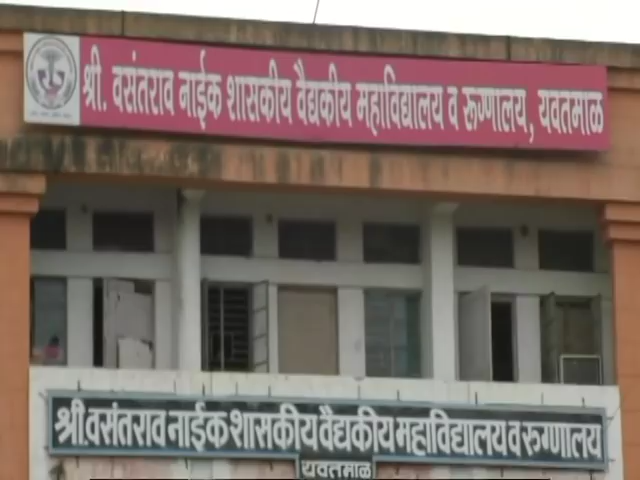 श्री. वसंतराव नाईक शासकीय वैद्यकीय महाविद्यालय व रूग्णालय, यवतमाळ
श्री.वसंतराव नाईक शासकीय वैद्यकीय महाविद्यालय व रुग्णालय
यवतमाळ